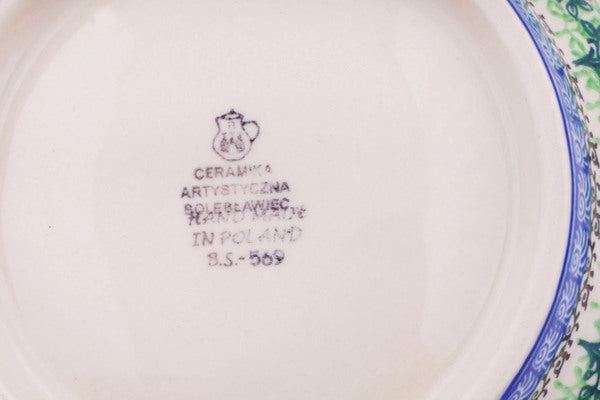 CERAMIKA
ARTYSTYCZNA
BOLESŁAWIEC
HAND MADE
IN POLAND
B.S.-569